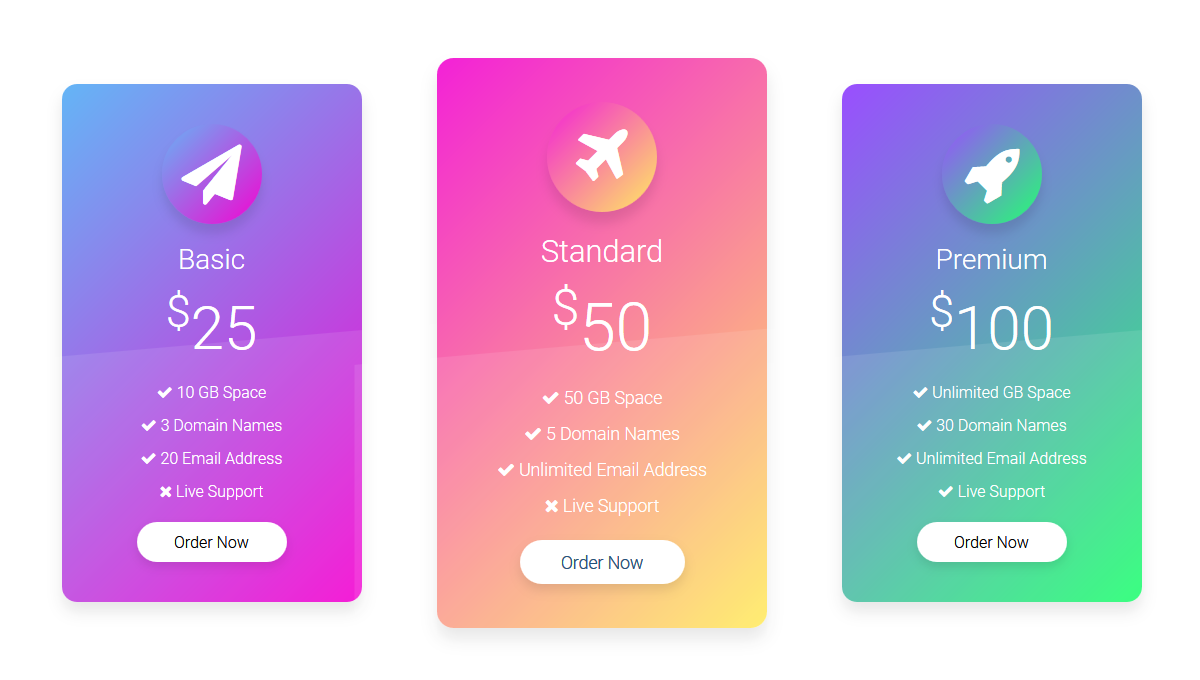 Basic
$25
10 GB Space
3 Domain Names
20 Email Address
Live Support
Order Now
Standard
$50
50 GB Space
5 Domain Names
Unlimited Email Address
Live Support
Order Now
Premium
$100
Unlimited GB Space
30 Domain Names
Unlimited Email Address
Live Support
Order Now